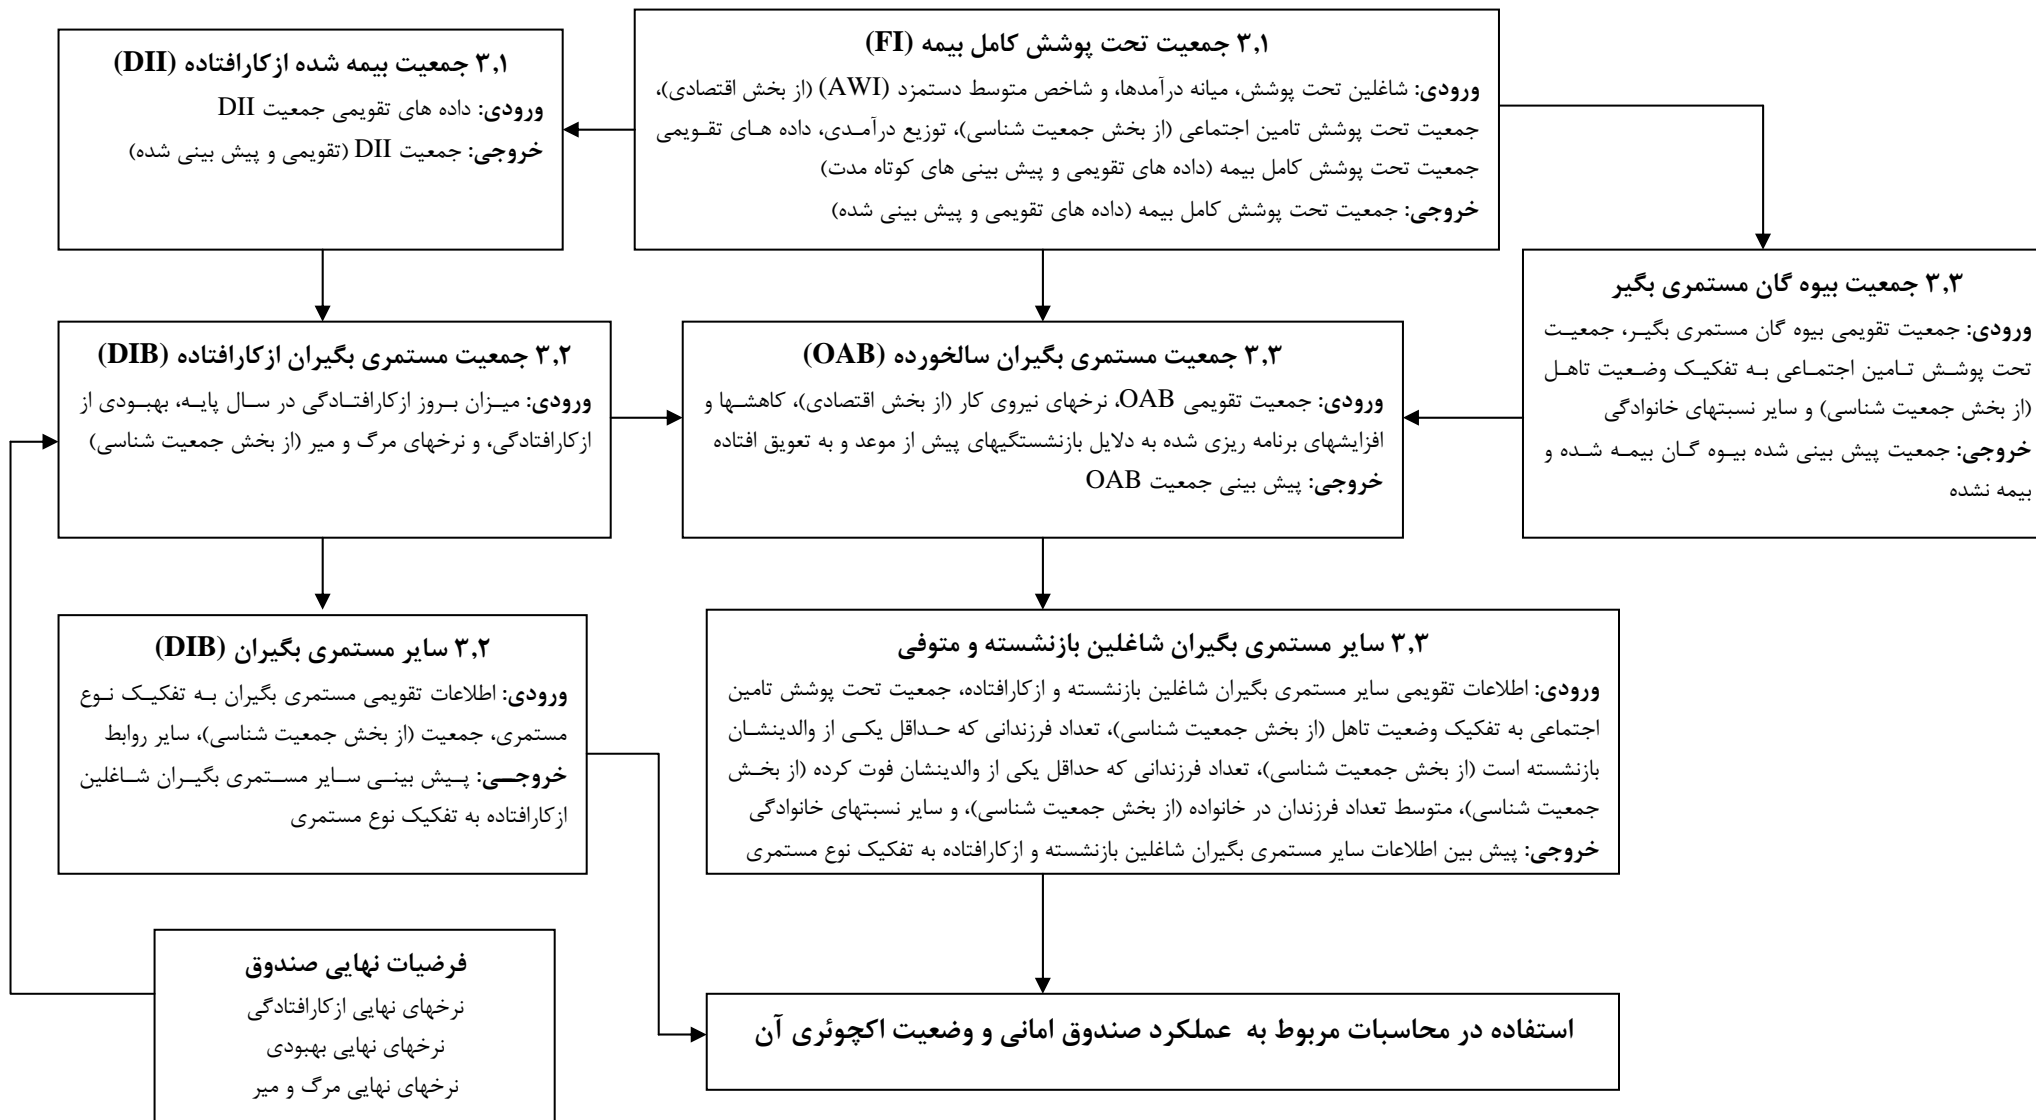 ۳,۱ جمعیت تحت پوشش کامل بیمه (FI)
ورودی: شاغلین تحت پوشش، میانه درآمدها، و شاخص متوسط دستمزد (AWI) (از بخش اقتصادی)،
جمعیت تحت پوشش تامین اجتماعی (از بخش جمعیت شناسی)، توزیع درآمدی، داده های تقویمی
جمعیت تحت پوشش کامل بیمه (داده های تقویمی و پیش بینی های کوتاه مدت)
خروجی: جمعیت تحت پوشش کامل بیمه (داده های تقویمی و پیش بینی شده)
۳,۱ جمعیت بیمه شده ازکارافتاده (DII)
ورودی: داده های تقویمی جمعیت DII
خروجی: جمعیت DII (تقویمی و پیش بینی شده)
۳,۳ جمعیت بیوه گان مستمری بگیر
ورودی: جمعیت تقویمی بیوه گان مستمری بگیر، جمعیت
تحت پوشش تامین اجتماعی به تفکیک وضعیت تاهل
(از بخش جمعیت شناسی) و سایر نسبتهای خانوادگی
خروجی: جمعیت پیش بینی شده بیوه گان بیمه شده و
بیمه نشده
۳,۳ جمعیت مستمری بگیران سالخورده (OAB)
ورودی: جمعیت تقویمی OAB، نرخهای نیروی کار (از بخش اقتصادی)، کاهشها و
افزایشهای برنامه ریزی شده به دلایل بازنشستگیهای پیش از موعد و به تعویق افتاده
خروجی: پیش بینی جمعیت OAB
۳,۲ جمعیت مستمری بگیران ازکارافتاده (DIB)
ورودی: میزان بروز ازکارافتادگی در سال پایه، بهبودی از
ازکارافتادگی، و نرخهای مرگ و میر (از بخش جمعیت شناسی)
۳,۳ سایر مستمری بگیران شاغلین بازنشسته و متوفی
ورودی: اطلاعات تقویمی سایر مستمری بگیران شاغلین بازنشسته و ازکارافتاده، جمعیت تحت پوشش تامین
اجتماعی به تفکیک وضعیت تاهل (از بخش جمعیت شناسی)، تعداد فرزندانی که حداقل یکی از والدینشان
بازنشسته است (از بخش جمعیت شناسی)، تعداد فرزندانی که حداقل یکی از والدینشان فوت کرده (از بخش
جمعیت شناسی)، متوسط تعداد فرزندان در خانواده (از بخش جمعیت شناسی)، و سایر نسبتهای خانوادگی
خروجی: پیش بین اطلاعات سایر مستمری بگیران شاغلین بازنشسته و ازکارافتاده به تفکیک نوع مستمری
۳,۲ سایر مستمری بگیران (DIB)
ورودی: اطلاعات تقویمی مستمری بگیران به تفکیک نوع
مستمری، جمعیت (از بخش جمعیت شناسی)، سایر روابط
خروجی: پیش بینی سایر مستمری بگیران شاغلین
ازکارافتاده به تفکیک نوع مستمری
فرضیات نهایی صندوق
نرخهای نهایی ازکارافتادگی
نرخهای نهایی بهبودی
نرخهای نهایی مرگ و میر
استفاده در محاسبات مربوط به عملکرد صندوق امانی و وضعیت اکچوئری آن